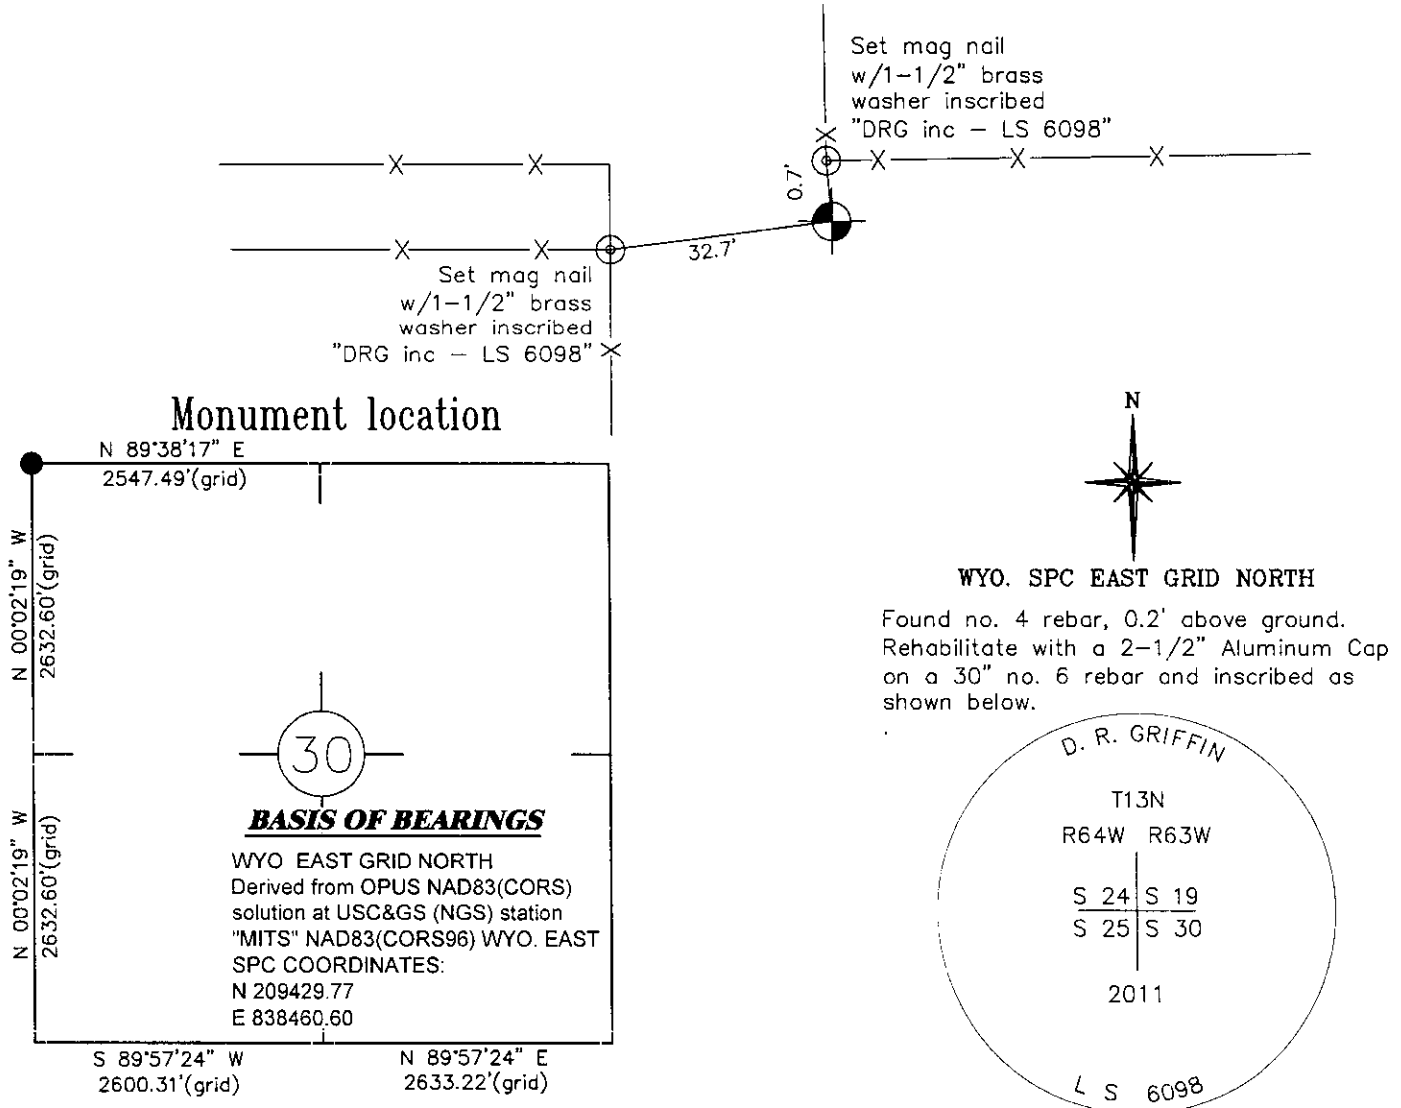 Set mag nail
w/1-1/2" brass
washer inscribed
"DRG inc - LS 6098"
0.7'
32.7'
Set mag nail
w/1-1/2" brass
washer inscribed
"DRG inc - LS 6098"
Monument location
N 89°38'17" E
2547.49'(grid)
N 00°02'19" W
2632.60'(grid)
N 00°02'19" W
2632.60'(grid)
30
BASIS OF BEARINGS
WYO EAST GRID NORTH
Derived from OPUS NAD83(CORS)
solution at USC&GS (NGS) station
"MITS" NAD83(CORS96) WYO. EAST
SPC COORDINATES:
N 209429.77
E 838460.60
S 89°57'24" W
2600.31'(grid)
N 89°57'24" E
2633.22'(grid)
N
WYO. SPC EAST GRID NORTH
Found no. 4 rebar, 0.2' above ground.
Rehabilitate with a 2-1/2" Aluminum Cap
on a 30" no. 6 rebar and inscribed as
shown below.
D. R. GRIFFIN
T13N
R64W R63W
S 24 S 19
S 25 S 30
2011
L S 6098